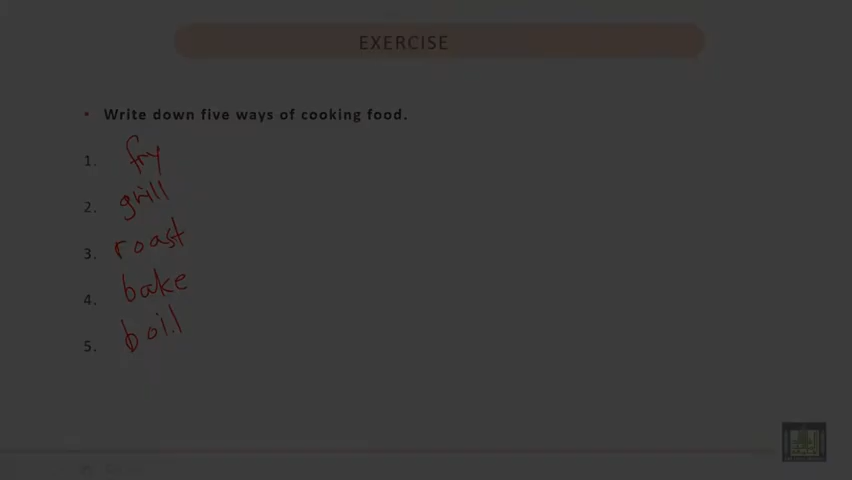 EXERCISE
• Write down five ways of cooking food.
1. fry
2. grill
3. roast
4. bake
5. boil